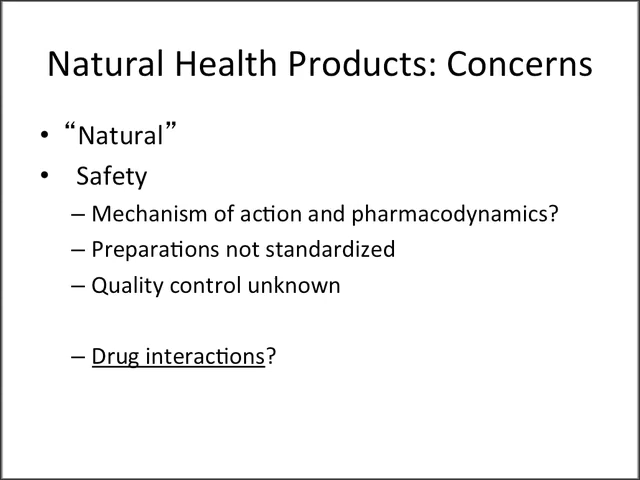 Natural Health Products: Concerns
• “Natural”
• Safety
– Mechanism of action and pharmacodynamics?
– Preparations not standardized
– Quality control unknown
– Drug interactions?